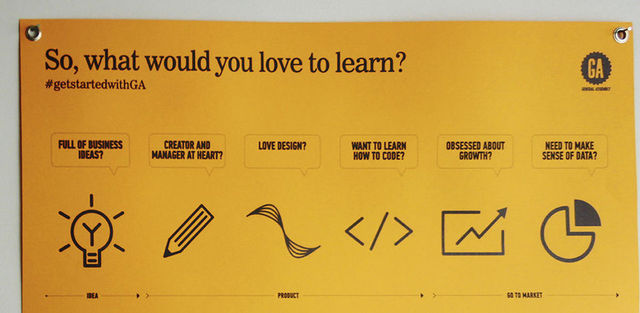 So, what would you love to learn?
#getstartedwithGA
GA
GENERAL ASSEMBLY
FULL OF BUSINESS
IDEAS?
CREATOR AND
MANAGER AT HEART?
LOVE DESIGN?
WANT TO LEARN
HOW TO CODE?
OBSESSED ABOUT
GROWTH?
NEED TO MAKE
SENSE OF DATA?
IDEA
PRODUCT
GO TO MARKET